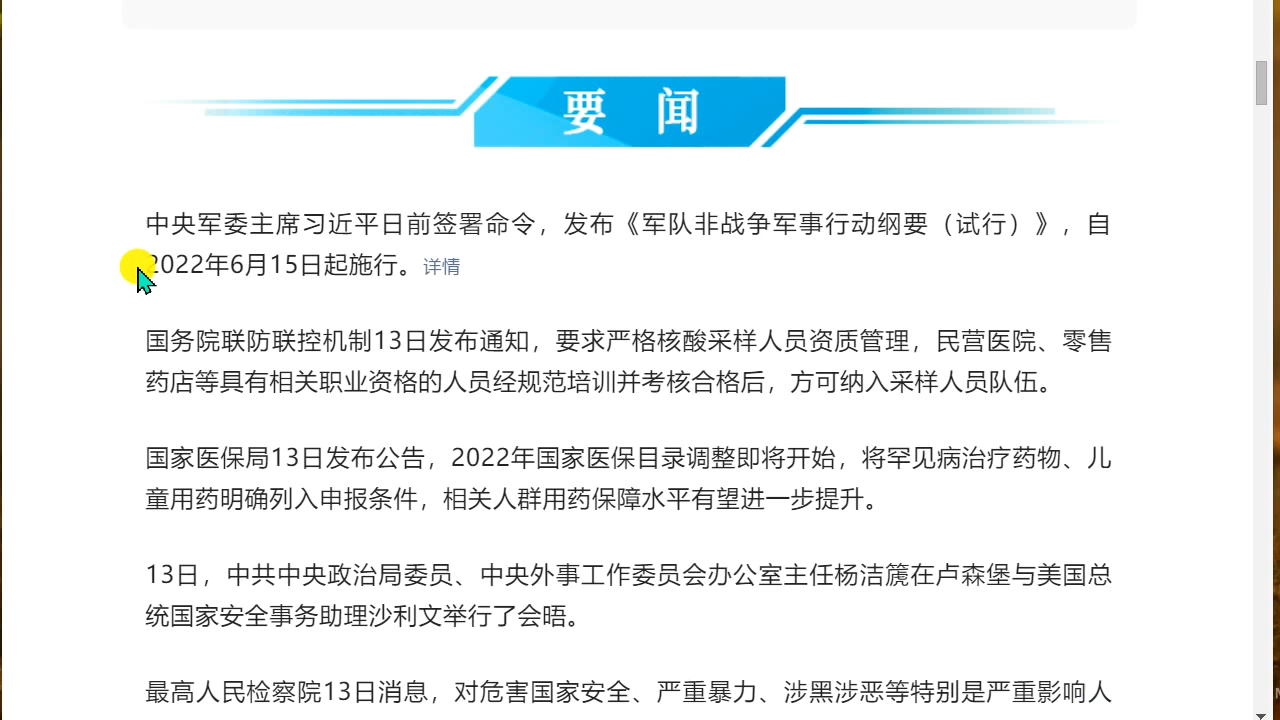 要 闻
中央军委主席习近平日前签署命令，发布《军队非战争军事行动纲要（试行）》，自
2022年6月15日起施行。详情
国务院联防联控机制13日发布通知，要求严格核酸采样人员资质管理，民营医院、零售
药店等具有相关职业资格的人员经规范培训并考核合格后，方可纳入采样人员队伍。
国家医保局13日发布公告，2022年国家医保目录调整即将开始，将罕见病治疗药物、儿
童用药明确列入申报条件，相关人群用药保障水平有望进一步提升。
13日，中共中央政治局委员、中央外事工作委员会办公室主任杨洁篪在卢森堡与美国总
统国家安全事务助理沙利文举行了会晤。
最高人民检察院13日消息，对危害国家安全、严重暴力、涉黑涉恶等特别是严重影响人